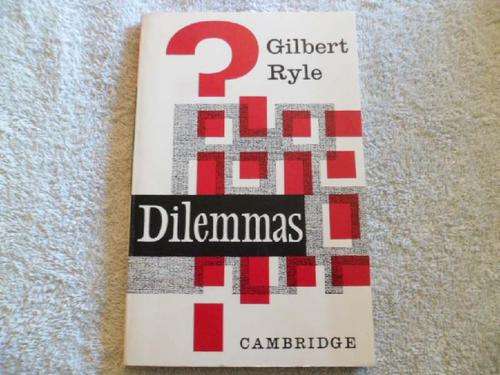 ?
Gilbert
Ryle
Dilemmas
CAMBRIDGE